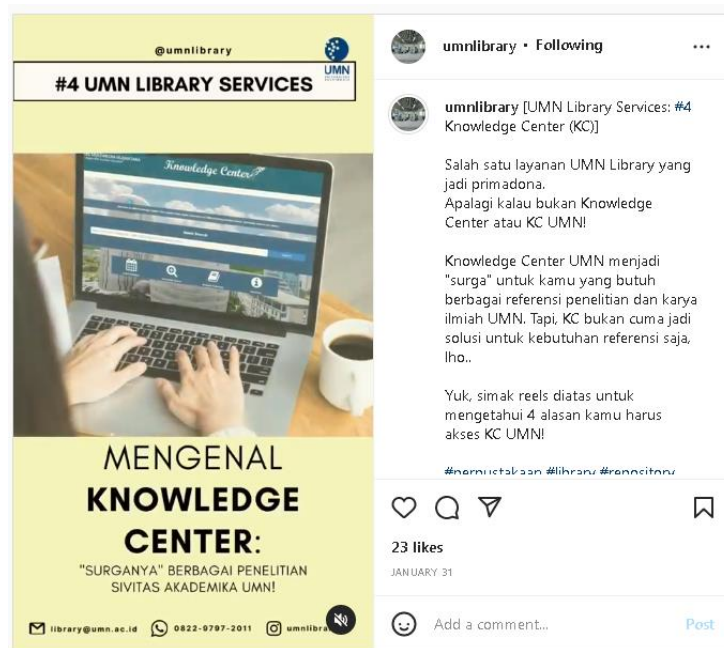 @umnlibrary
UMN
#4 UMN LIBRARY SERVICES
Knowledge Center
MENGENAL
KNOWLEDGE
CENTER:
"SURGANYA" BERBAGAI PENELITIAN
SIVITAS AKADEMIKA UMN!
library@umn.ac.id 0822-9797-2011 umnlibra
umnlibrary • Following
umnlibrary [UMN Library Services: #4
Knowledge Center (KC)]
Salah satu layanan UMN Library yang
jadi primadona.
Apalagi kalau bukan Knowledge
Center atau KC UMN!
Knowledge Center UMN menjadi
"surga" untuk kamu yang butuh
berbagai referensi penelitian dan karya
ilmiah UMN. Tapi, KC bukan cuma jadi
solusi untuk kebutuhan referensi saja,
lho..
Yuk, simak reels diatas untuk
mengetahui 4 alasan kamu harus
akses KC UMN!
#perpustakaan #library #repository
23 likes
JANUARY 31
Add a comment... Post